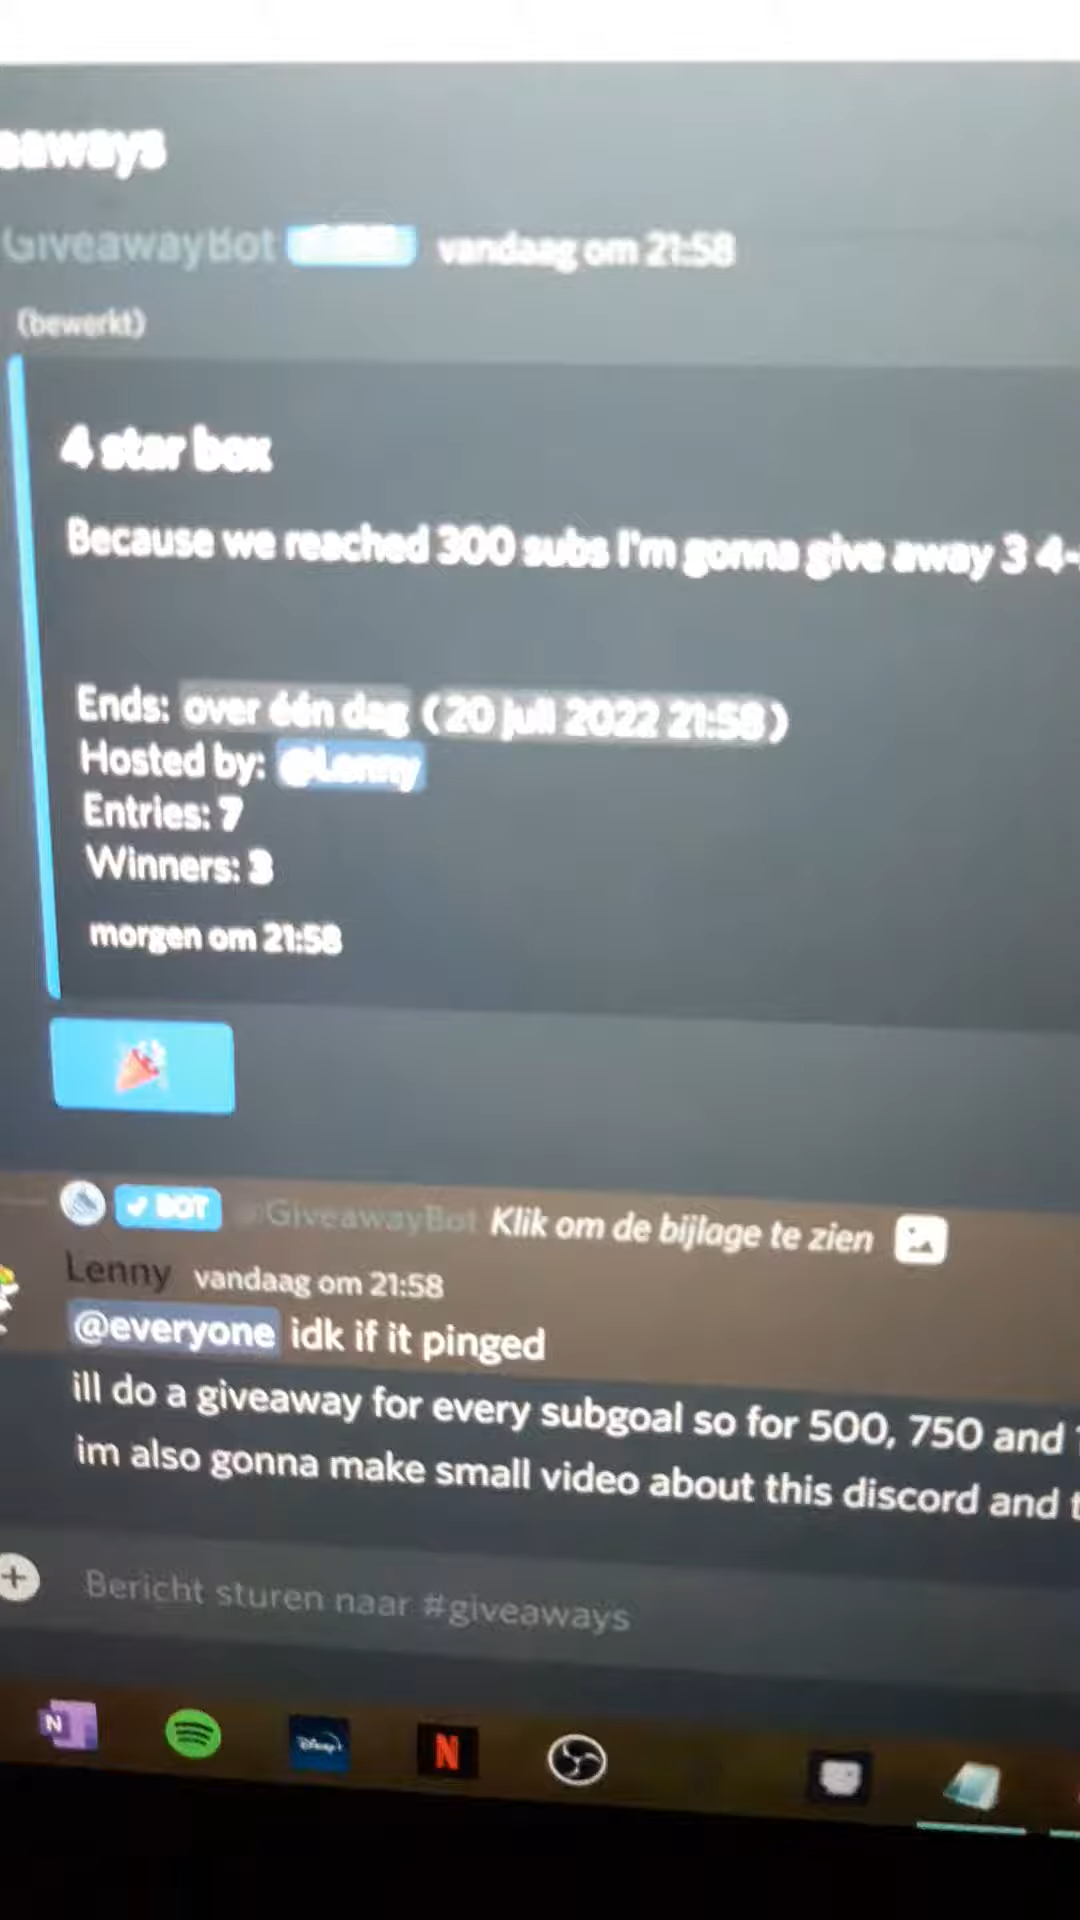 eaways
GiveawayBot vandaag om 21:58
(bewerkt)
4 star box
Because we reached 300 subs I'm gonna give away 3 4-
Ends: over één dag (20 juli 2022 21:58)
Hosted by: @Lenny
Entries: 7
Winners: 3
morgen om 21:58
BOT @GiveawayBot Klik om de bijlage te zien
Lenny vandaag om 21:58
@everyone idk if it pinged
ill do a giveaway for every subgoal so for 500, 750 and
im also gonna make small video about this discord and t
Bericht sturen naar #giveaways
N
Disney+
N